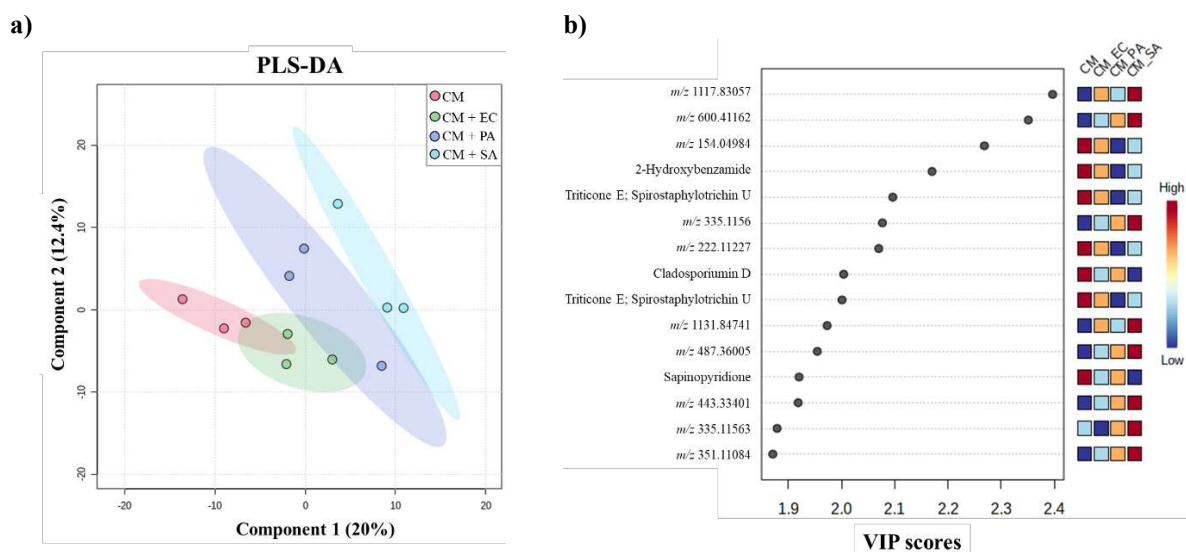 a)
PLS-DA
CM
CM + EC
CM + PA
CM + SA
Component 2 (12.4%)
20
10
0
-10
-20
-20
-10
0
10
20
Component 1 (20%)
b)
CM
CM_EC
CM_PA
CM_SA
m/z 1117.83057
m/z 600.41162
m/z 154.04984
2-Hydroxybenzamide
Triticone E; Spirostaphylotrichin U
m/z 335.1156
m/z 222.11227
Cladosporiumin D
Triticone E; Spirostaphylotrichin U
m/z 1131.84741
m/z 487.36005
Sapinopyridione
m/z 443.33401
m/z 335.11563
m/z 351.11084
High
Low
1.9
2.0
2.1
2.2
2.3
2.4
VIP scores